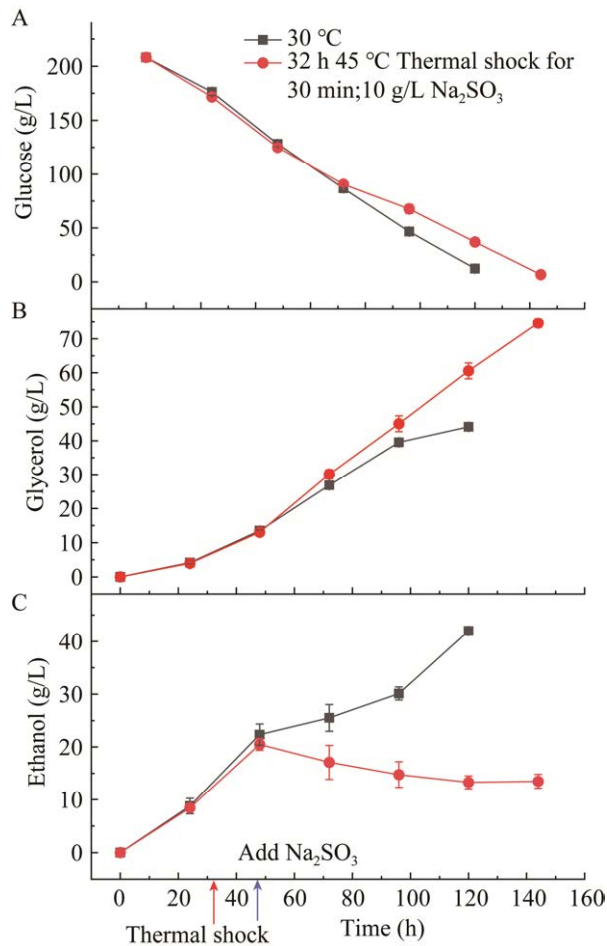 A
30 ℃
32 h 45 ℃ Thermal shock for
30 min;10 g/L Na₂SO₃
200
150
100
50
0
Glucose (g/L)
B
70
60
50
40
30
20
10
0
Glycerol (g/L)
C
40
30
20
10
0
Ethanol (g/L)
Add Na₂SO₃
0 20 40 60 80 100 120 140 160
Thermal shock
Time (h)